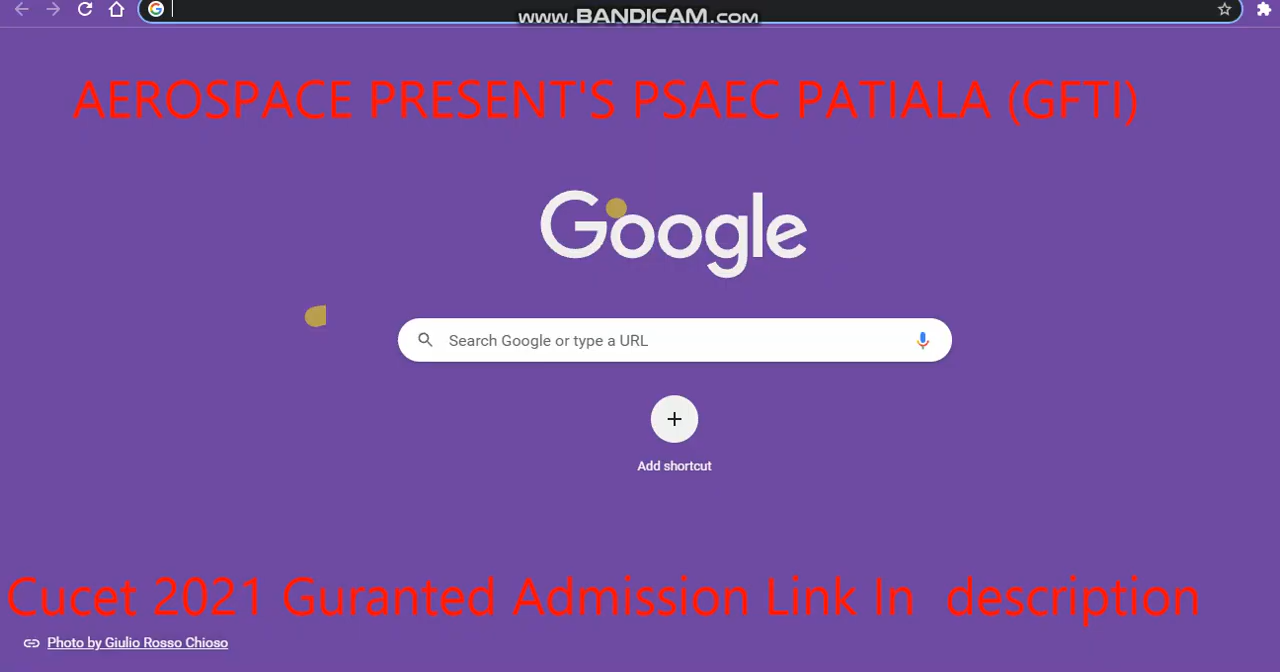 www.BANDICAM.com
AEROSPACE PRESENT'S PSAEC PATIALA (GFTI)
Google
Search Google or type a URL
Add shortcut
Cucet 2021 Guranted Admission Link In description
Photo by Giulio Rosso Chioso